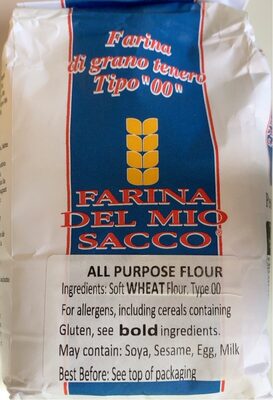 Farina
di grano tenero
Tipo "00"
FARINA
DEL MIO
SACCO
ALL PURPOSE FLOUR
Ingredients: Soft WHEAT Flour. Type 00
For allergens, including cereals containing
Gluten, see bold ingredients.
May contain: Soya, Sesame, Egg, Milk
Best Before: See top of packaging